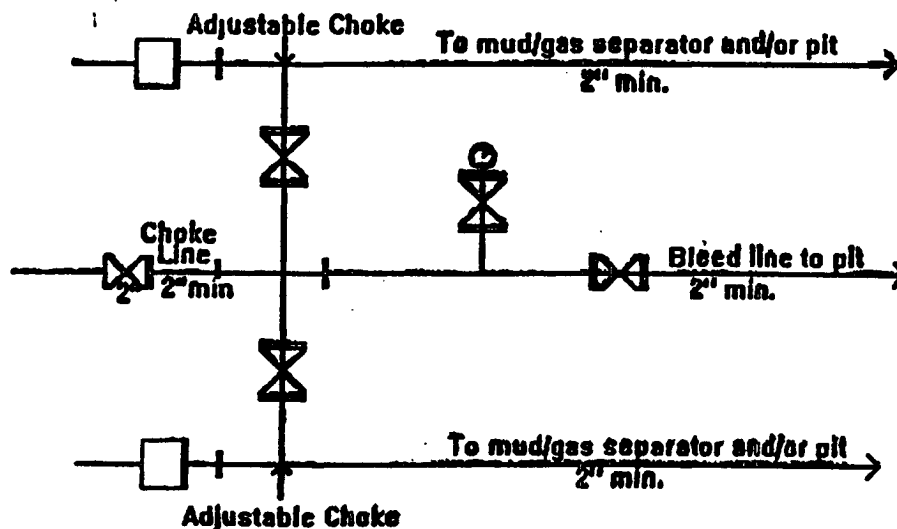 Adjustable Choke
To mud/gas separator and/or pit
2" min.
Choke
Line
2"
2" min
Bleed line to pit
2" min.
To mud/gas separator and/or pit
2" min.
Adjustable Choke